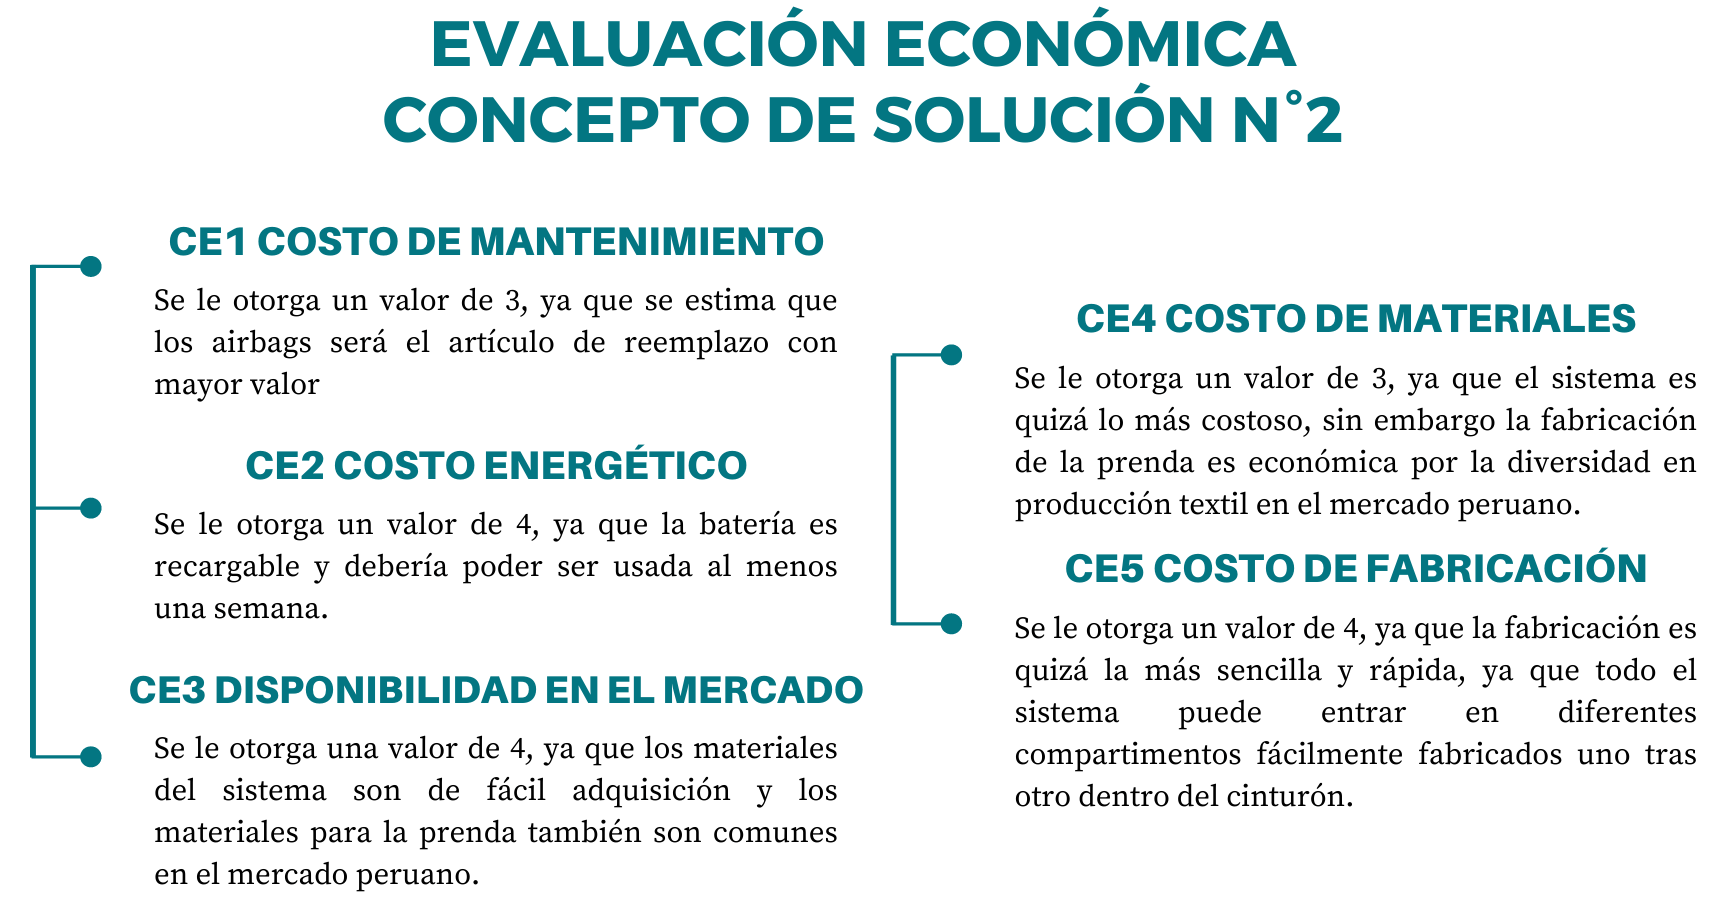 EVALUACIÓN ECONÓMICA
CONCEPTO DE SOLUCIÓN N°2
CE1 COSTO DE MANTENIMIENTO
Se le otorga un valor de 3, ya que se estima que
los airbags será el artículo de reemplazo con
mayor valor
CE2 COSTO ENERGÉTICO
Se le otorga un valor de 4, ya que la batería es
recargable y debería poder ser usada al menos
una semana.
CE3 DISPONIBILIDAD EN EL MERCADO
Se le otorga una valor de 4, ya que los materiales
del sistema son de fácil adquisición y los
materiales para la prenda también son comunes
en el mercado peruano.
CE4 COSTO DE MATERIALES
Se le otorga un valor de 3, ya que el sistema es
quizá lo más costoso, sin embargo la fabricación
de la prenda es económica por la diversidad en
producción textil en el mercado peruano.
CE5 COSTO DE FABRICACIÓN
Se le otorga un valor de 4, ya que la fabricación es
quizá la más sencilla y rápida, ya que todo el
sistema puede entrar en diferentes
compartimentos fácilmente fabricados uno tras
otro dentro del cinturón.